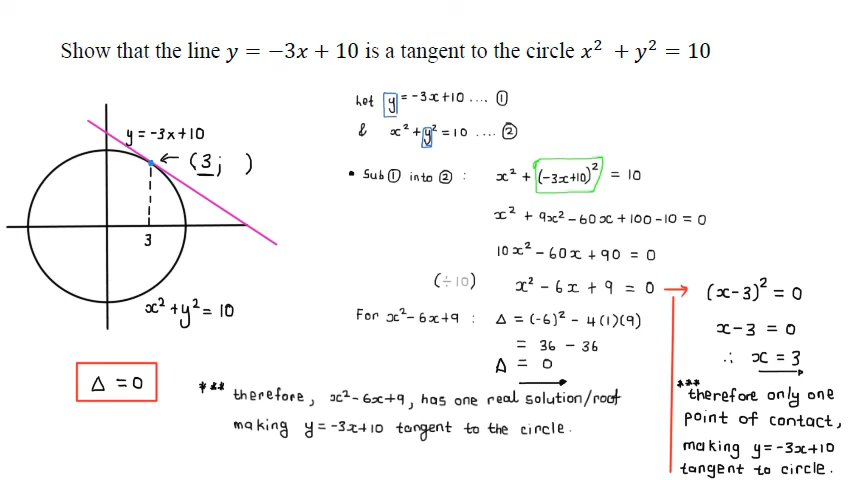 Show that the line y = −3x + 10 is a tangent to the circle x² + y² = 10
y = -3x+10
(3; )
3
x² + y² = 10
Δ = 0
Let y = -3x+10 .... ①
& x² + y² = 10 .... ②
• Sub ① into ② : x² + (-3x+10)² = 10
x² + 9x² - 60x + 100 - 10 = 0
10x² - 60x + 90 = 0
(÷10) x² - 6x + 9 = 0 →
For x² - 6x + 9 : Δ = (-6)² - 4(1)(9)
= 36 - 36
Δ = 0
*** therefore, x² - 6x+9, has one real solution/root
making y = -3x+10 tangent to the circle.
(x-3)² = 0
x-3 = 0
∴ x = 3
*** therefore only one
point of contact,
making y = -3x+10
tangent to circle.